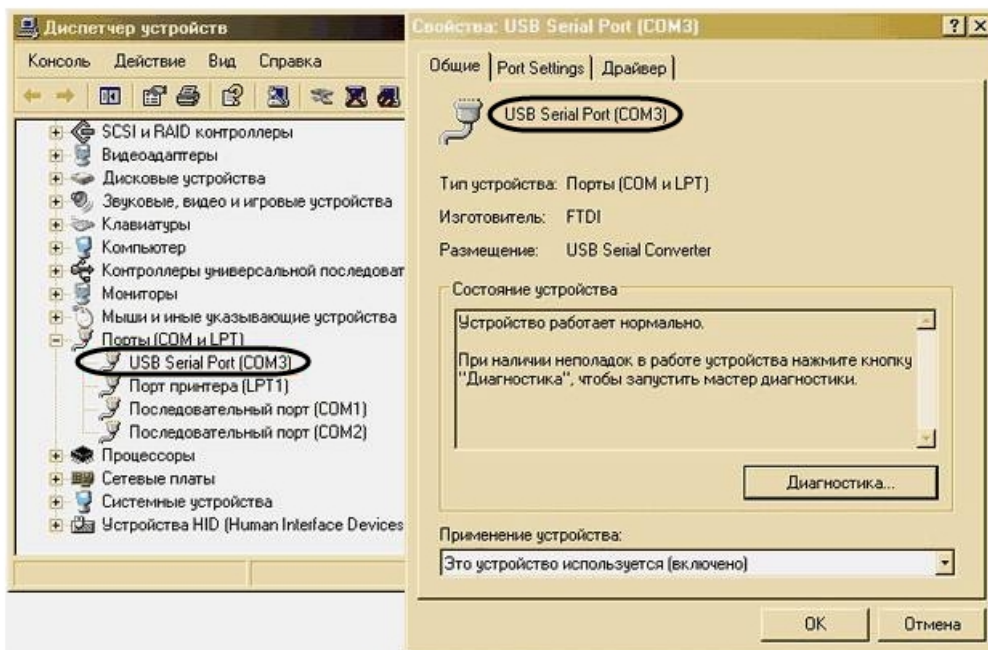 Диспетчер устройств
Консоль Действие Вид Справка
SCSI и RAID контроллеры
Видеоадаптеры
Дисковые устройства
Звуковые, видео и игровые устройства
Клавиатуры
Компьютер
Контроллеры универсальной последоват
Мониторы
Мыши и иные указывающие устройства
Порты (COM и LPT)
USB Serial Port (COM3)
Порт принтера (LPT1)
Последовательный порт (COM1)
Последовательный порт (COM2)
Процессоры
Сетевые платы
Системные устройства
Устройства HID (Human Interface Devices
Свойства: USB Serial Port (COM3)
Общие Port Settings Драйвер
USB Serial Port (COM3)
Тип устройства: Порты (COM и LPT)
Изготовитель: FTDI
Размещение: USB Serial Converter
Состояние устройства
Устройство работает нормально.
При наличии неполадок в работе устройства нажмите кнопку
"Диагностика", чтобы запустить мастер диагностики.
Диагностика...
Применение устройства:
Это устройство используется (включено)
OK Отмена